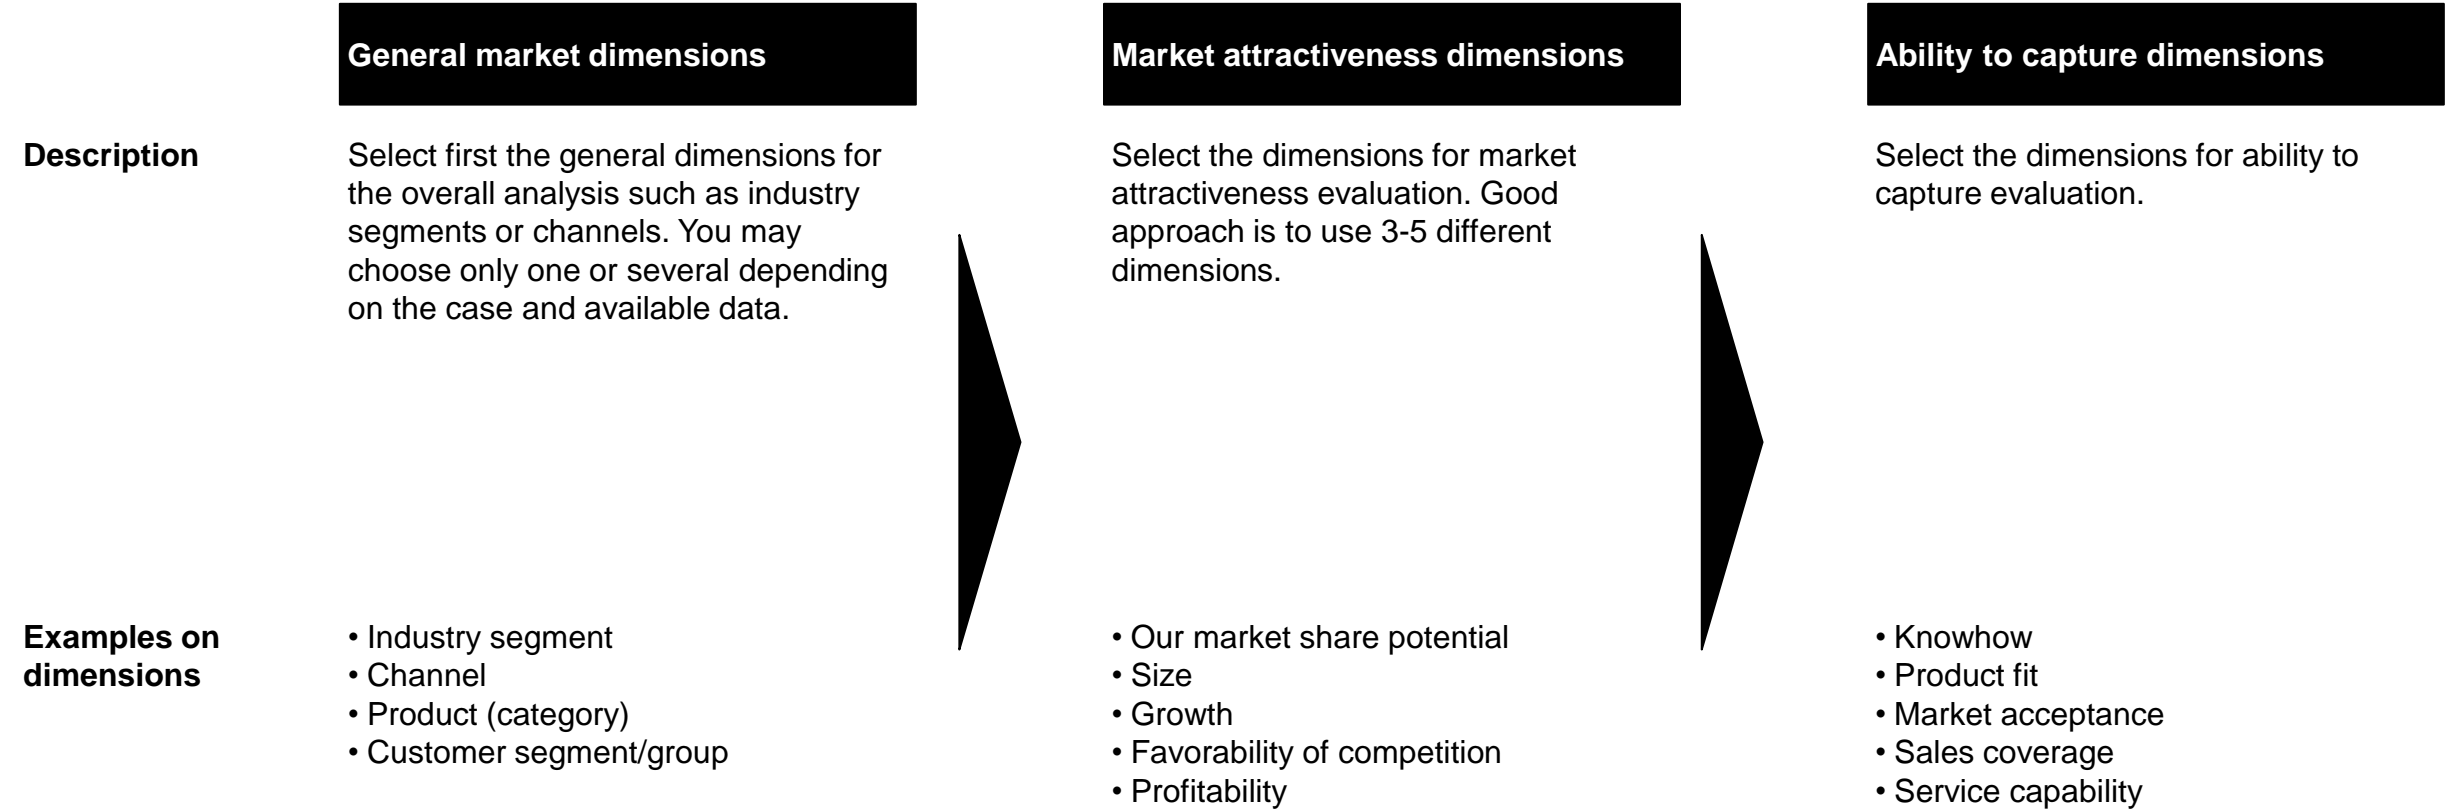 General market dimensions
Market attractiveness dimensions
Ability to capture dimensions
Description
Select first the general dimensions for
the overall analysis such as industry
segments or channels. You may
choose only one or several depending
on the case and available data.
Select the dimensions for market
attractiveness evaluation. Good
approach is to use 3-5 different
dimensions.
Select the dimensions for ability to
capture evaluation.
Examples on
dimensions
• Industry segment
• Channel
• Product (category)
• Customer segment/group
• Our market share potential
• Size
• Growth
• Favorability of competition
• Profitability
• Knowhow
• Product fit
• Market acceptance
• Sales coverage
• Service capability